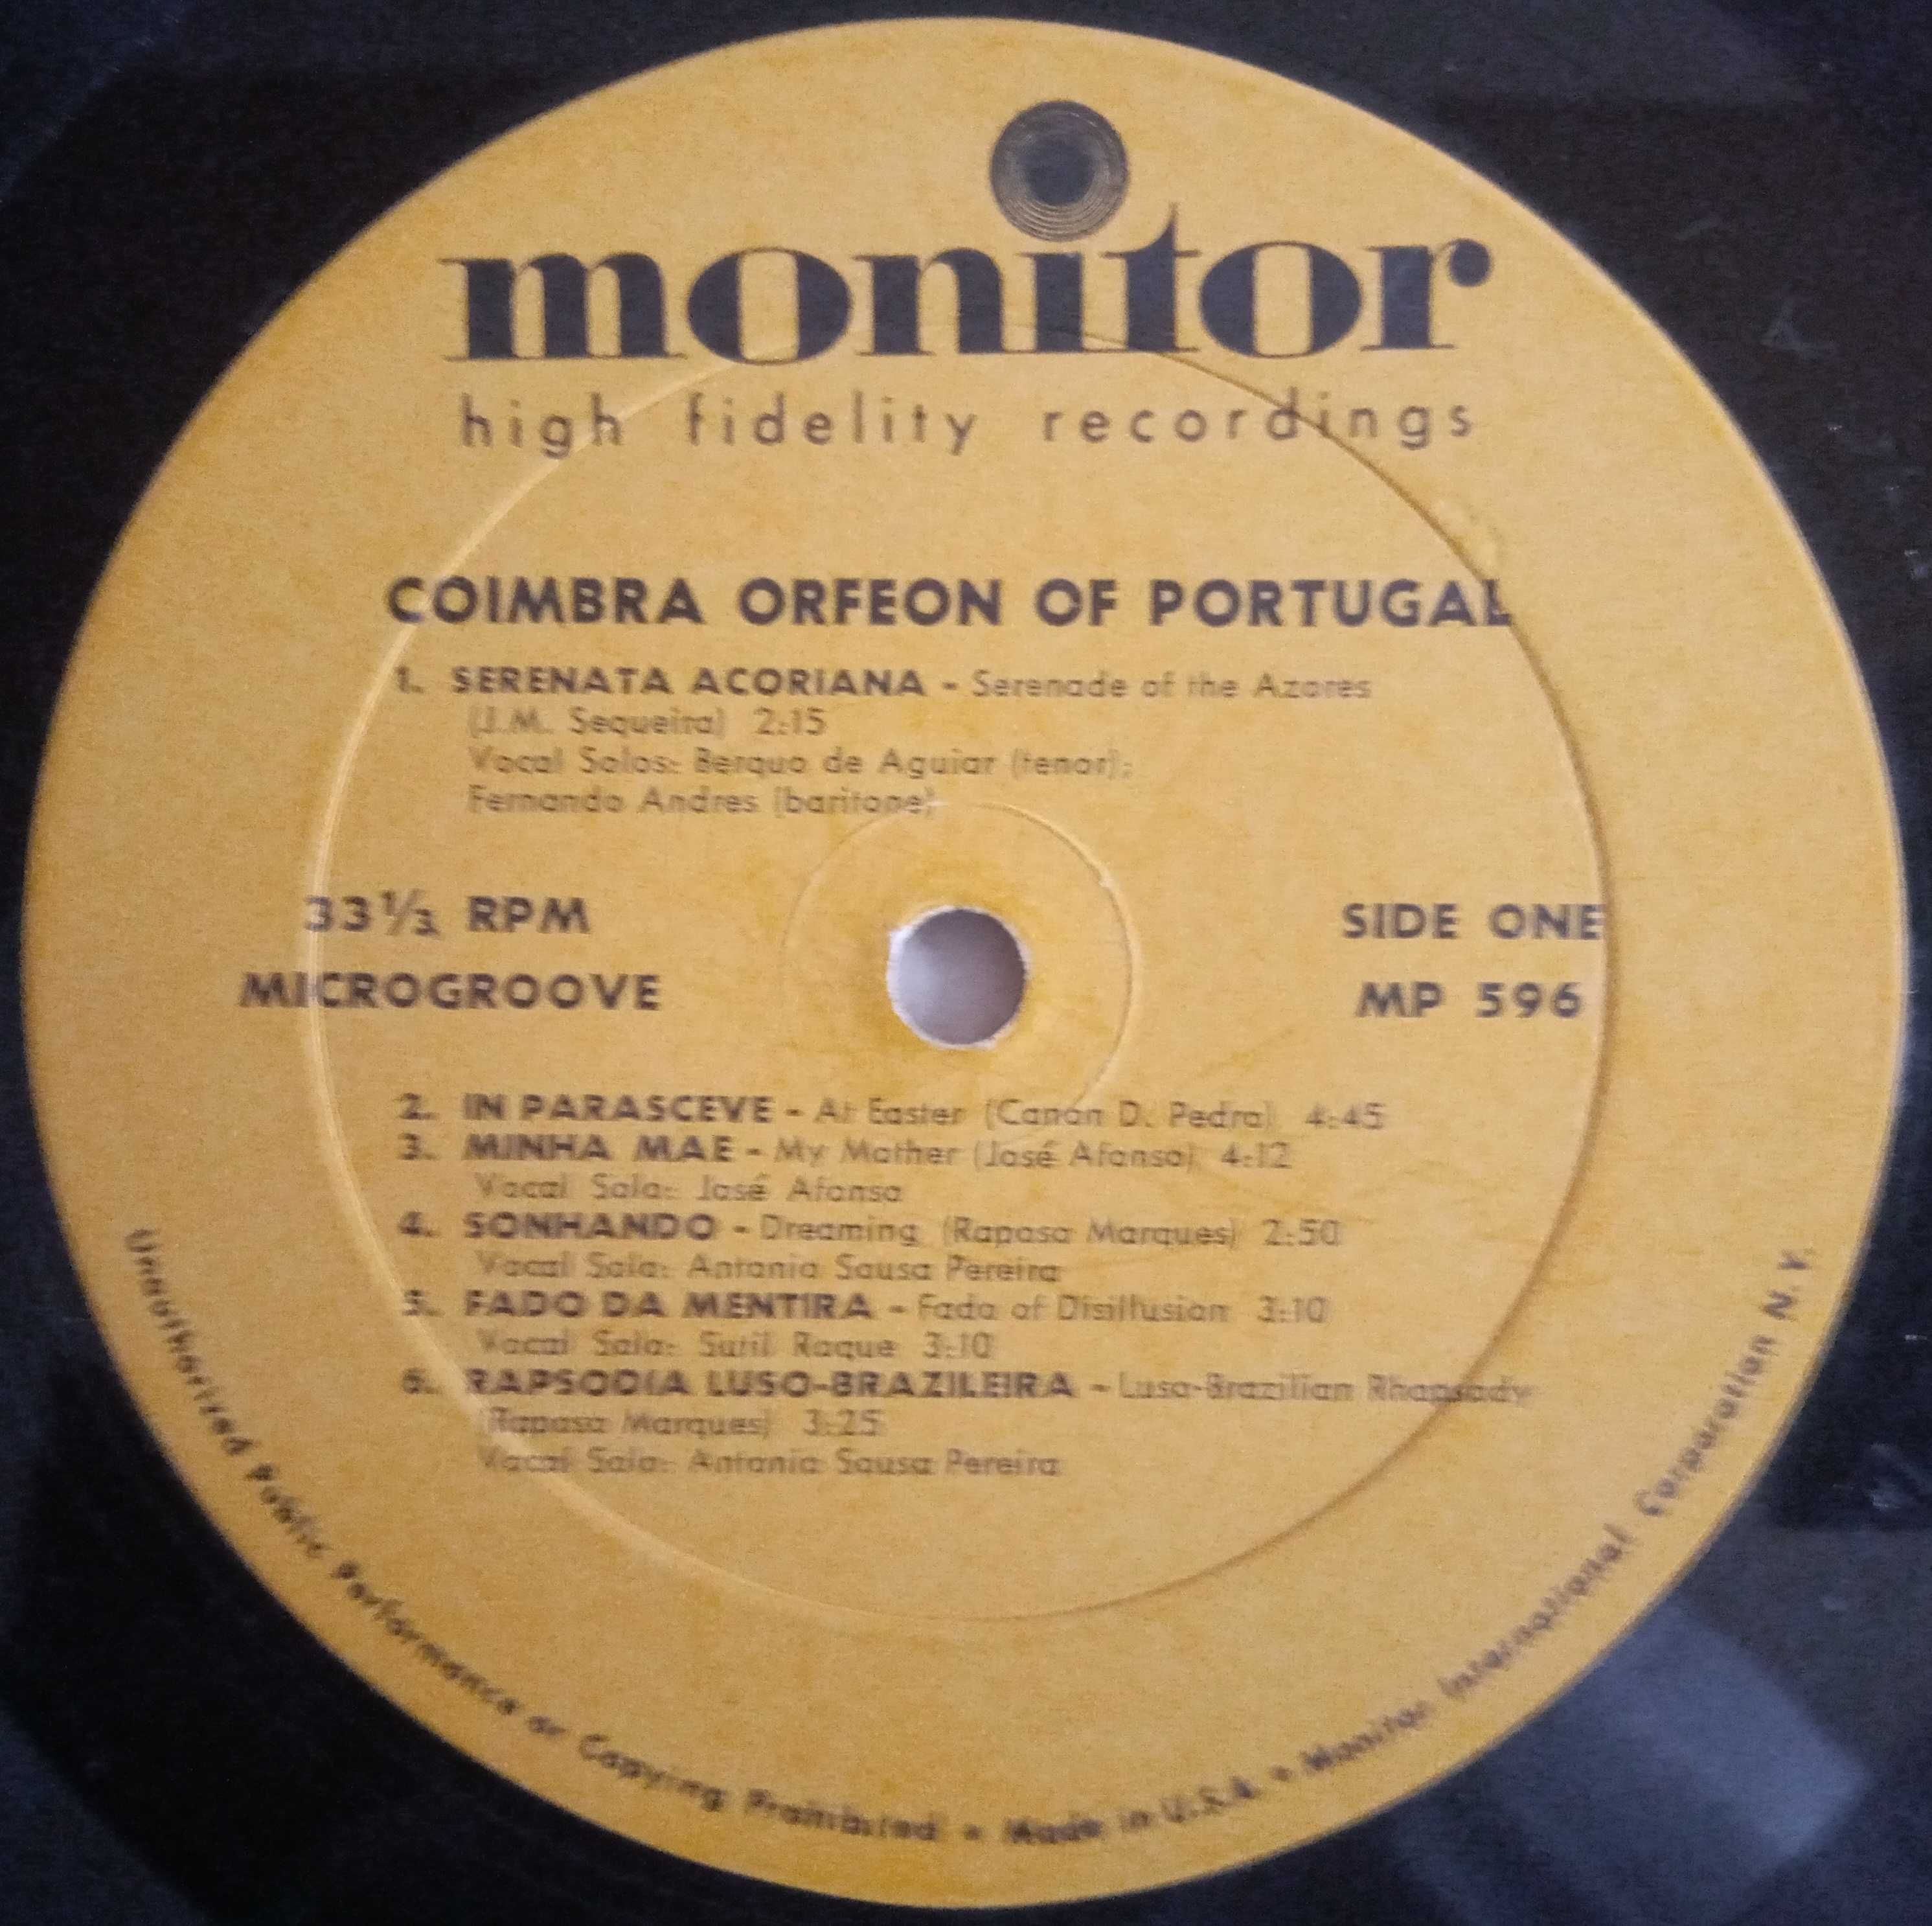 monitor
high fidelity recordings
COIMBRA ORFEON OF PORTUGAL
1. SERENATA ACORIANA - Serenade of the Azores
(J.M. Sequeira) 2:15
Vocal Solos: Berquo de Aguiar (tenor);
Fernando Andres (baritone)
33 1/3 RPM
MICROGROOVE
SIDE ONE
MP 596
2. IN PARASCEVE - At Easter (Canon D. Pedro) 4:45
3. MINHA MAE - My Mother (José Afonso) 4:12
Vocal Solo: José Afonso
4. SONHANDO - Dreaming (Raposo Marques) 2:50
Vocal Solo: Antonio Sousa Pereira
5. FADO DA MENTIRA - Fado of Disillusion 3:10
Vocal Solo: Sutil Roque 3:10
6. RAPSODIA LUSO-BRAZILEIRA - Luso-Brazilian Rhapsody
(Raposo Marques) 3:25
Vocal Solo: Antonio Sousa Pereira
Unauthorized Public Performance or Copying Prohibited • Made in U.S.A. • Monitor International Corporation N.Y.